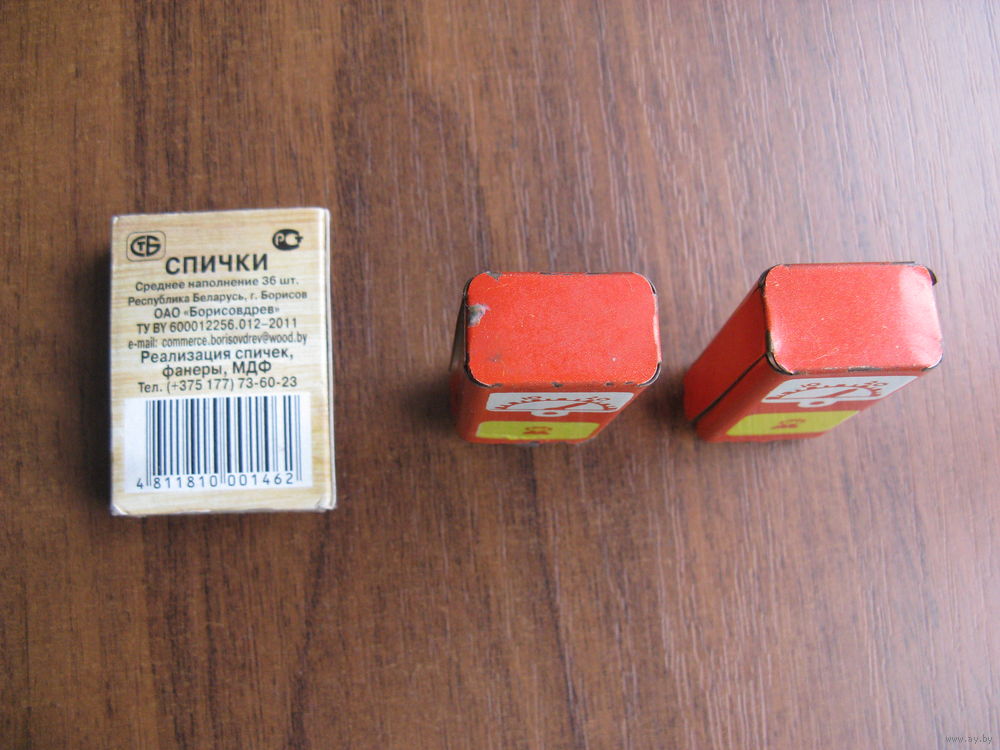 СТБ
РСТ
СПИЧКИ
Среднее наполнение 36 шт.
Республика Беларусь, г. Борисов
ОАО «Борисовдрев»
ТУ BY 600012256.012–2011
e-mail: commerce.borisovdrev@wood.by
Реализация спичек,
фанеры, МДФ
Тел. (+375 177) 73-60-23
4 811810 001462
www.ay.by